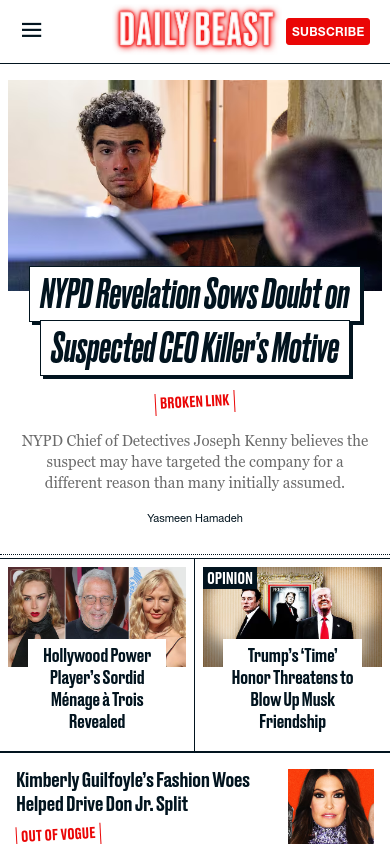 DAILY BEAST
SUBSCRIBE
NYPD Revelation Sows Doubt on
Suspected CEO Killer’s Motive
BROKEN LINK
NYPD Chief of Detectives Joseph Kenny believes the
suspect may have targeted the company for a
different reason than many initially assumed.
Yasmeen Hamadeh
Hollywood Power
Player’s Sordid
Ménage à Trois
Revealed
OPINION
Trump’s ‘Time’
Honor Threatens to
Blow Up Musk
Friendship
Kimberly Guilfoyle’s Fashion Woes
Helped Drive Don Jr. Split
OUT OF VOGUE